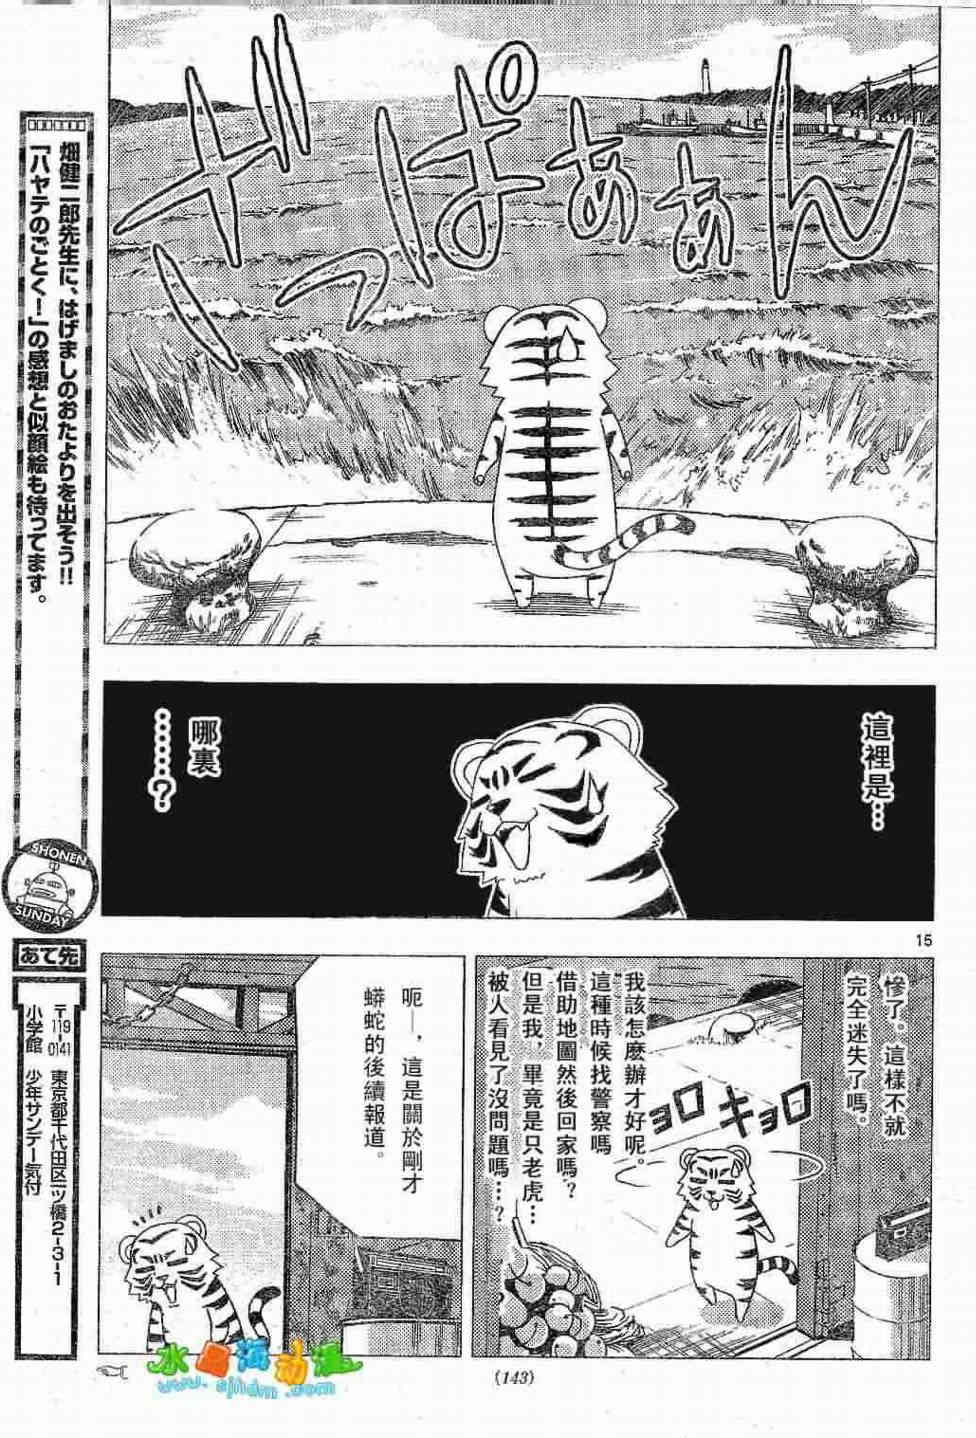 ざっぱぁぁん
這裡是…
哪裏
………?
15
慘了。這樣不就
完全迷失了嗎。
キョロ
キョロ
我該怎麼辦才好呢。
這種時候找警察嗎
借助地圖然後回家嗎?
但是我,畢竟是只老虎…
被人看見了沒問題嗎…?
呃—,這是關於剛才
蟒蛇的後續報道。
畑健二郎先生に、はげましのおたよりを出そう!!
「ハヤテのごとく!」の感想と似顔絵も待ってます。
SHONEN
SUNDAY
あて先
〒119-0141 東京都千代田区一ツ橋2-3-1
小学館 少年サンデー気付
(143)
www.sjhdm.com